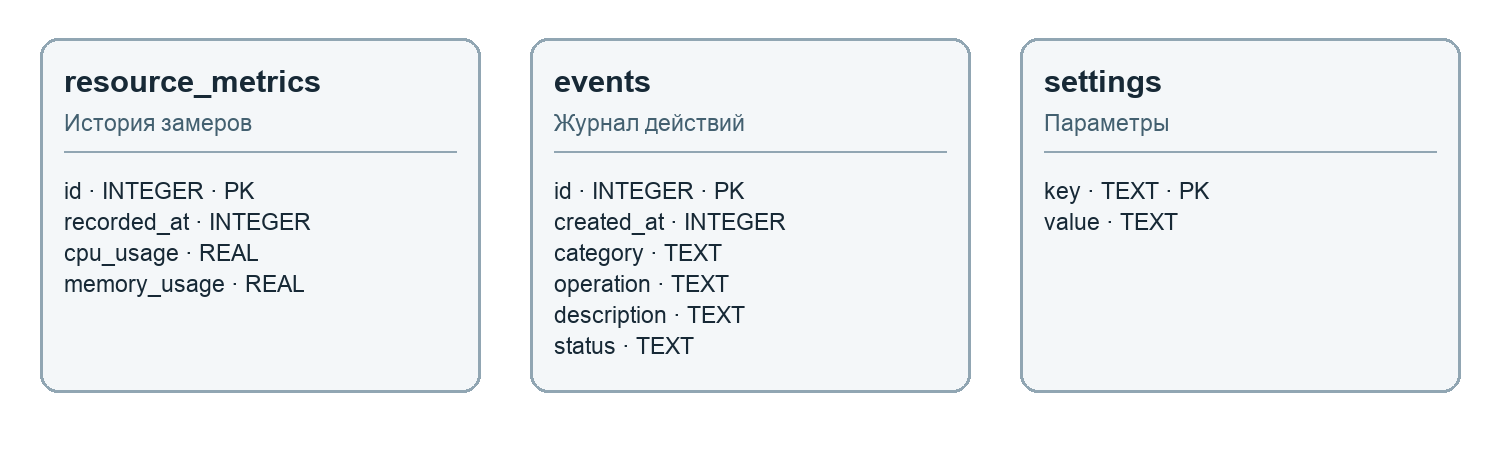 resource_metrics
История замеров
id · INTEGER · PK
recorded_at · INTEGER
cpu_usage · REAL
memory_usage · REAL
events
Журнал действий
id · INTEGER · PK
created_at · INTEGER
category · TEXT
operation · TEXT
description · TEXT
status · TEXT
settings
Параметры
key · TEXT · PK
value · TEXT